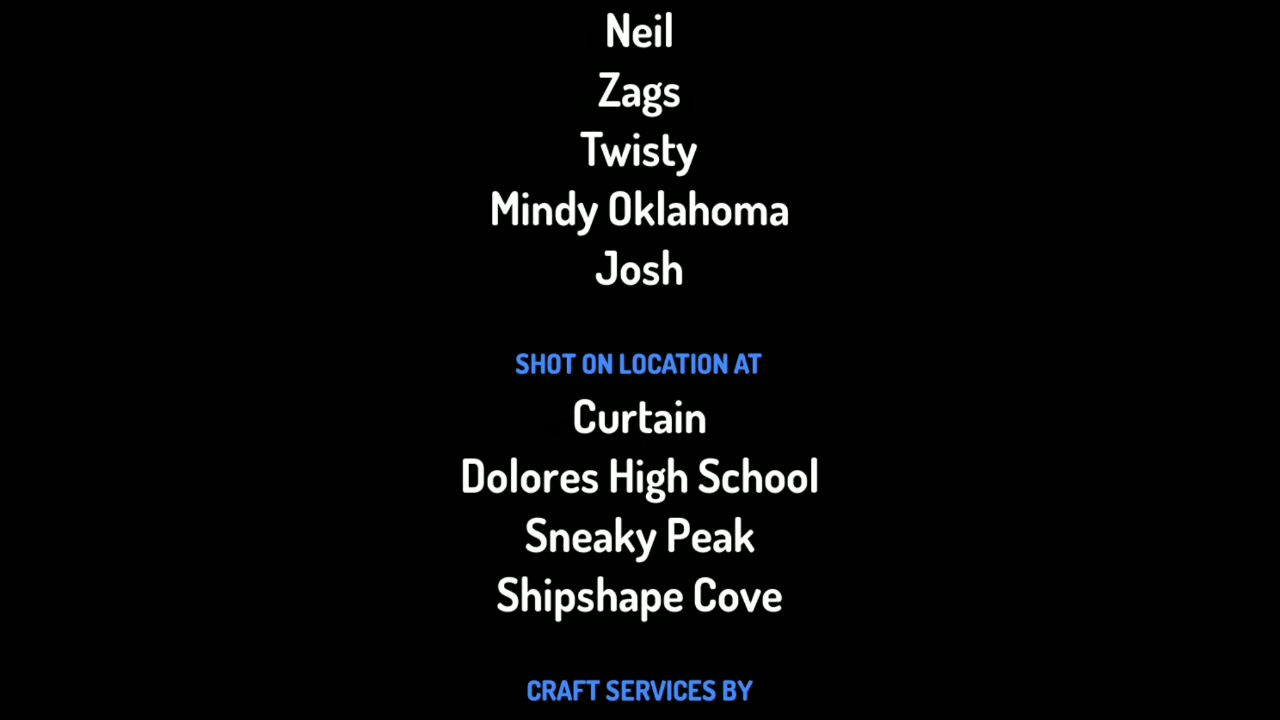 Neil
Zags
Twisty
Mindy Oklahoma
Josh
SHOT ON LOCATION AT
Curtain
Dolores High School
Sneaky Peak
Shipshape Cove
CRAFT SERVICES BY